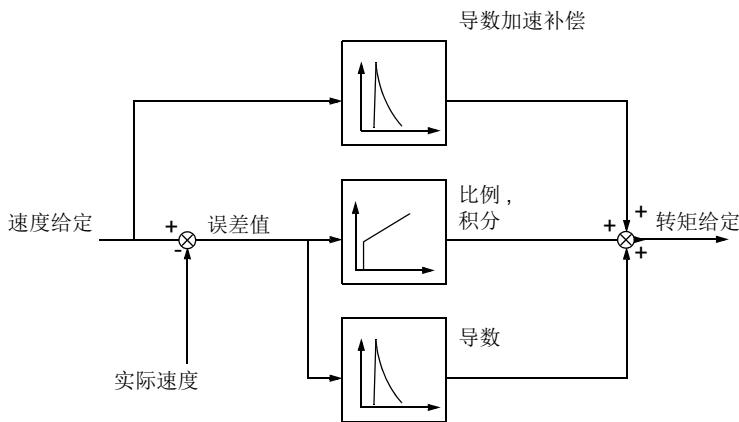 导数加速补偿
比例，
积分
速度给定
+
误差值
-
+
+
+
转矩给定
导数
实际速度